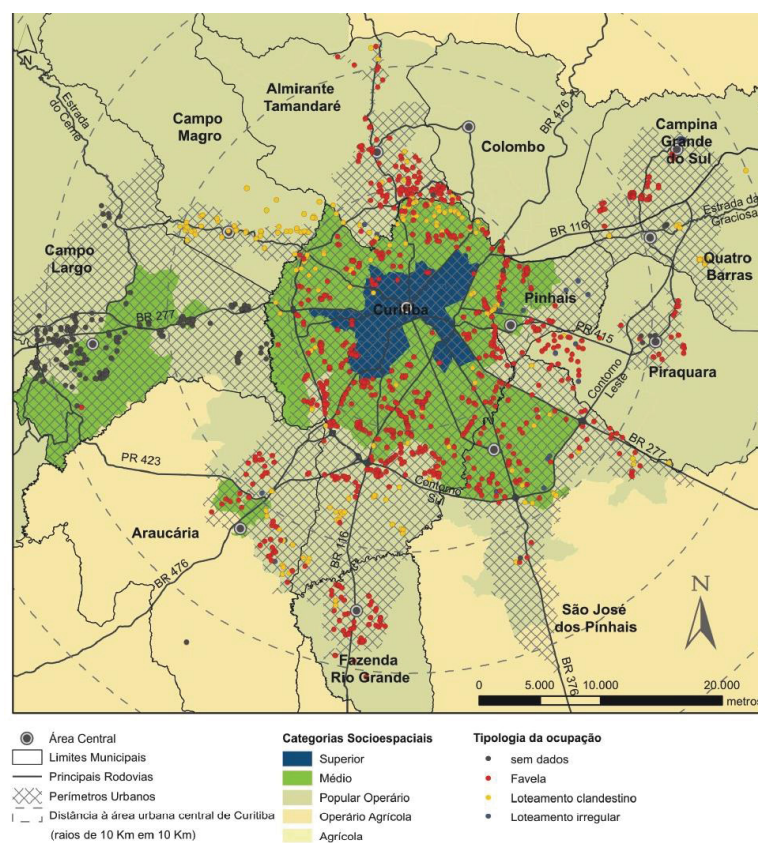 N
Almirante
Tamandaré
Estrada
do Cerne
Campo
Magro
BR 476
Colombo
Campina
Grande
do Sul
Estrada da
Graciosa
BR 116
Campo
Largo
Quatro
Barras
BR 277
Curitiba
Pinhais
PR 415
Piraquara
Contorno
Leste
BR 277
PR 423
Contorno
Sul
Araucária
BR 116
BR 476
N
São José
dos Pinhais
Fazenda
Rio Grande
BR 376
0 5.000 10.000 20.000
metros
Área Central
Limites Municipais
Principais Rodovias
Perímetros Urbanos
Distância à área urbana central de Curitiba
(raios de 10 Km em 10 Km)
Categorias Socioespaciais
Superior
Médio
Popular Operário
Operário Agrícola
Agrícola
Tipologia da ocupação
sem dados
Favela
Loteamento clandestino
Loteamento irregular